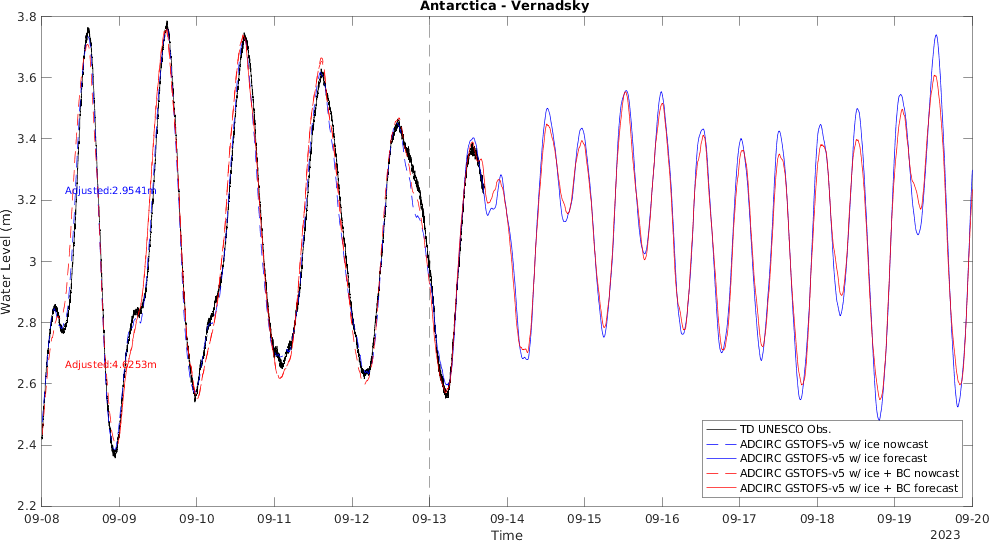 Antarctica - Vernadsky
3.8
3.6
3.4
3.2
3
2.8
2.6
2.4
2.2
Water Level (m)
Adjusted:2.9541m
Adjusted:4.6253m
TD UNESCO Obs.
ADCIRC GSTOFS-v5 w/ ice nowcast
ADCIRC GSTOFS-v5 w/ ice forecast
ADCIRC GSTOFS-v5 w/ ice + BC nowcast
ADCIRC GSTOFS-v5 w/ ice + BC forecast
09-08 09-09 09-10 09-11 09-12 09-13 09-14 09-15 09-16 09-17 09-18 09-19 09-20
Time
2023